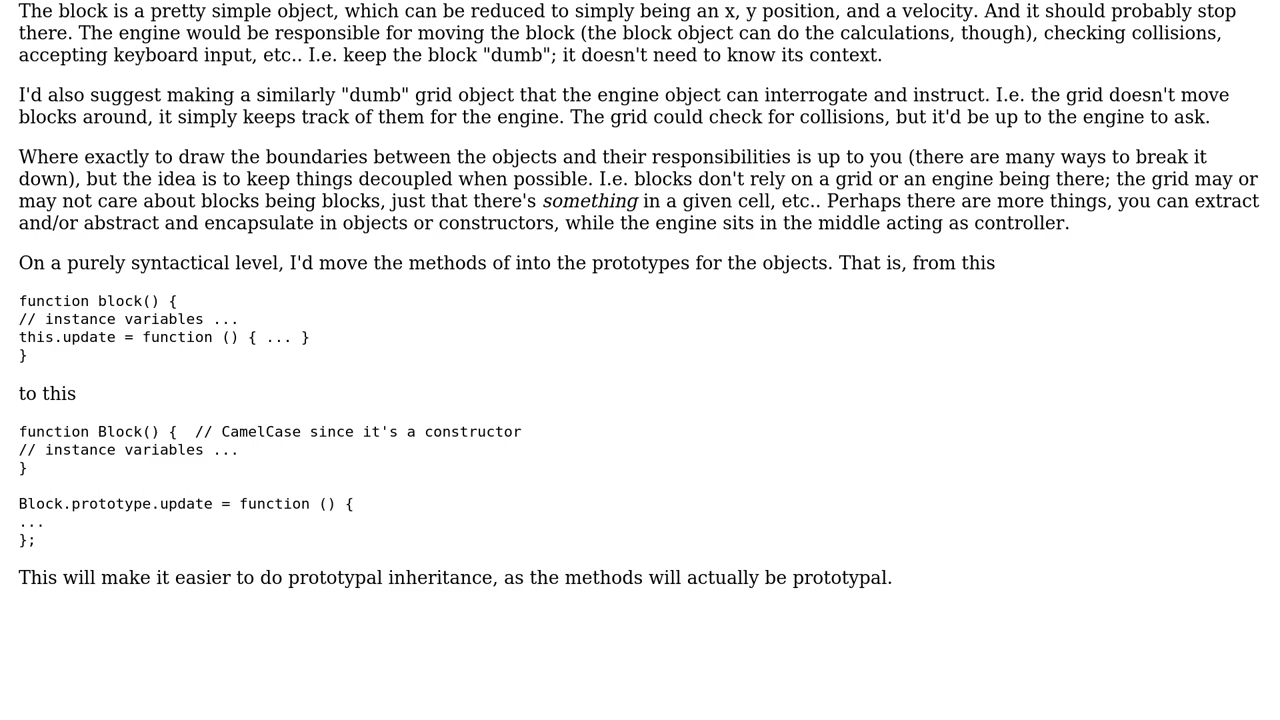 The block is a pretty simple object, which can be reduced to simply being an x, y position, and a velocity. And it should probably stop
there. The engine would be responsible for moving the block (the block object can do the calculations, though), checking collisions,
accepting keyboard input, etc.. I.e. keep the block "dumb"; it doesn't need to know its context.
I'd also suggest making a similarly "dumb" grid object that the engine object can interrogate and instruct. I.e. the grid doesn't move
blocks around, it simply keeps track of them for the engine. The grid could check for collisions, but it'd be up to the engine to ask.
Where exactly to draw the boundaries between the objects and their responsibilities is up to you (there are many ways to break it
down), but the idea is to keep things decoupled when possible. I.e. blocks don't rely on a grid or an engine being there; the grid may or
may not care about blocks being blocks, just that there's something in a given cell, etc.. Perhaps there are more things, you can extract
and/or abstract and encapsulate in objects or constructors, while the engine sits in the middle acting as controller.
On a purely syntactical level, I'd move the methods of into the prototypes for the objects. That is, from this
function block() {
// instance variables ...
this.update = function () { ... }
}
to this
function Block() {  // CamelCase since it's a constructor
// instance variables ...
}
Block.prototype.update = function () {
...
};
This will make it easier to do prototypal inheritance, as the methods will actually be prototypal.